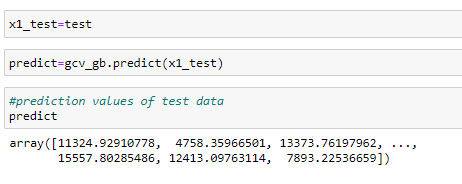 x1_test=test
predict=gcv_gb.predict(x1_test)
#prediction values of test data
predict
array([11324.92910778,  4758.35966501, 13373.76197962, ...,
       15557.80285486, 12413.09763114,  7893.22536659])